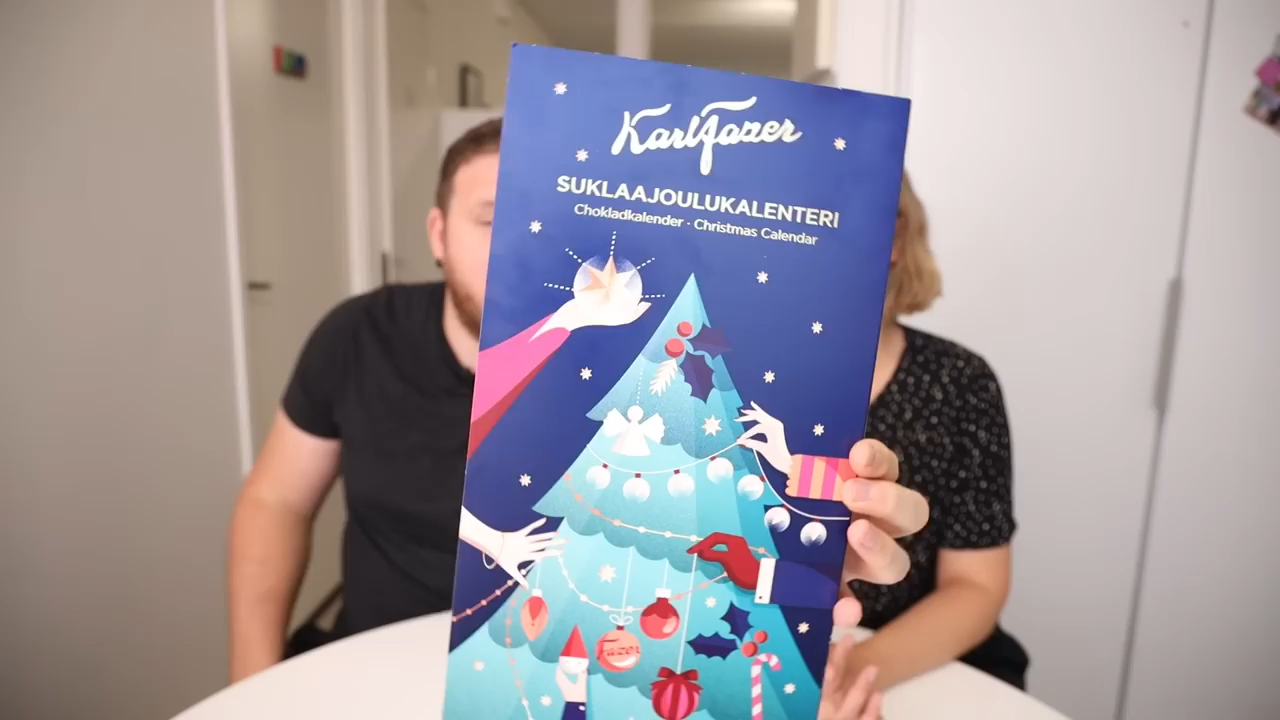 Karl Fazer
SUKLAAJOULUKALENTERI
Chokladkalender · Christmas Calendar
Fazer